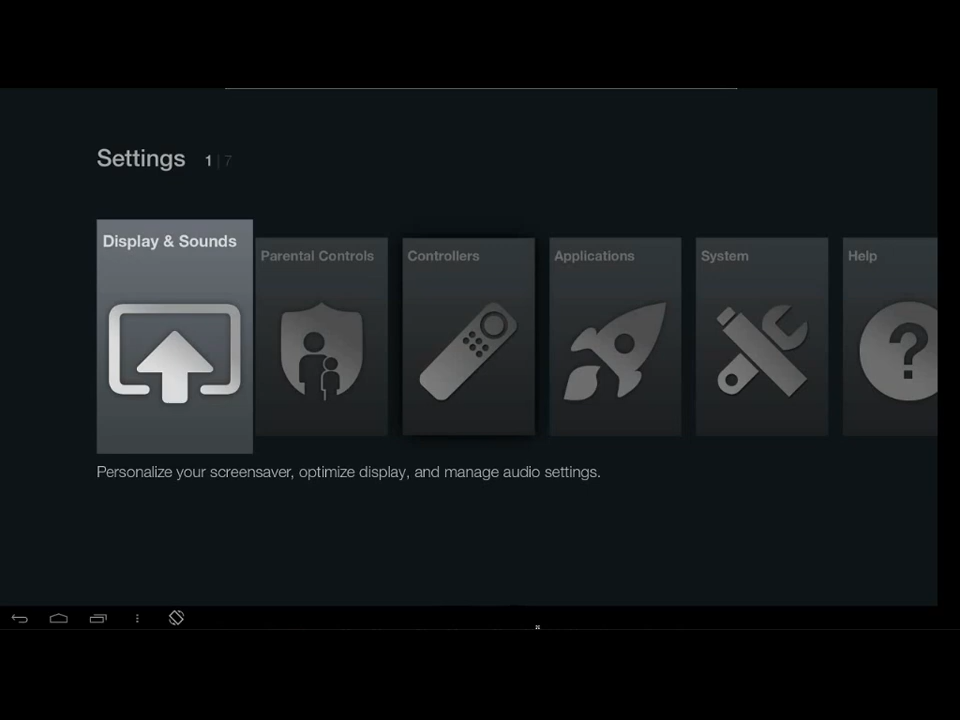 Settings 1 | 7
Display & Sounds
Parental Controls
Controllers
Applications
System
Help
Personalize your screensaver, optimize display, and manage audio settings.